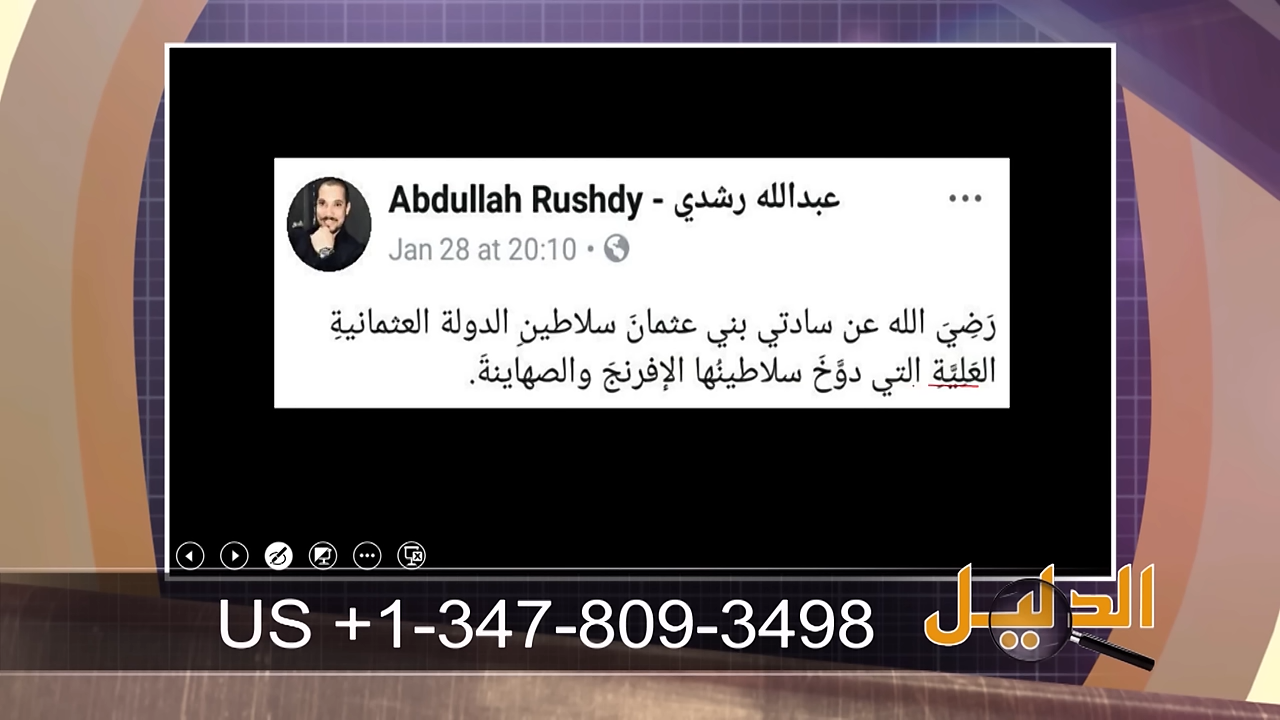 Abdullah Rushdy - عبدالله رشدي
Jan 28 at 20:10
رَضِيَ الله عن سادتي بني عثمانَ سلاطينِ الدولة العثمانيةِ
العَليَّةِ التي دوَّخَ سلاطينُها الإفرنجَ والصهاينةَ.
الدليل
US +1-347-809-3498